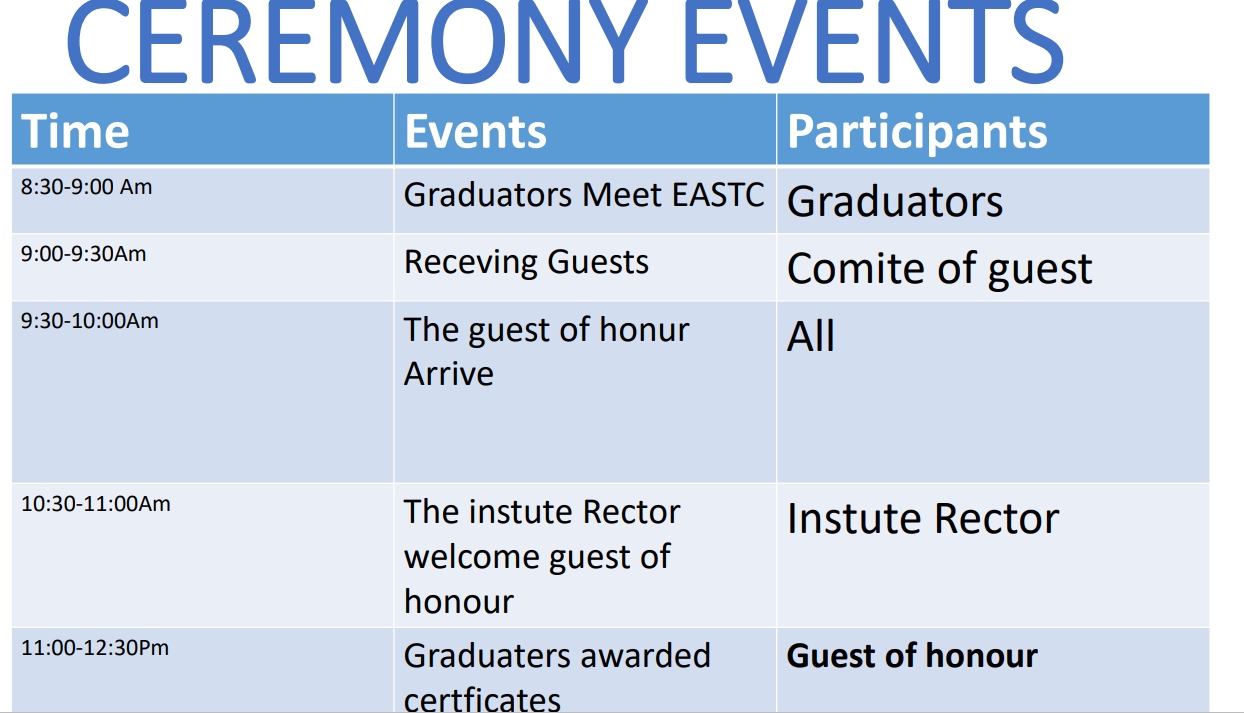 CEREMONY EVENTS
Time Events Participants
8:30-9:00 Am Graduators Meet EASTC Graduators
9:00-9:30Am Receving Guests Comite of guest
9:30-10:00Am The guest of honur All
Arrive
10:30-11:00Am The instute Rector Instute Rector
welcome guest of
honour
11:00-12:30Pm Graduaters awarded Guest of honour
certficates